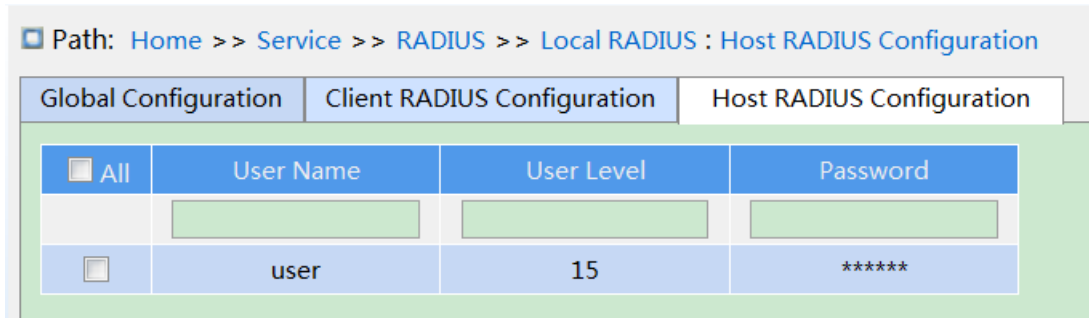 Path: Home >> Service >> RADIUS >> Local RADIUS : Host RADIUS Configuration
Global Configuration Client RADIUS Configuration Host RADIUS Configuration
All User Name User Level Password
user 15 ******